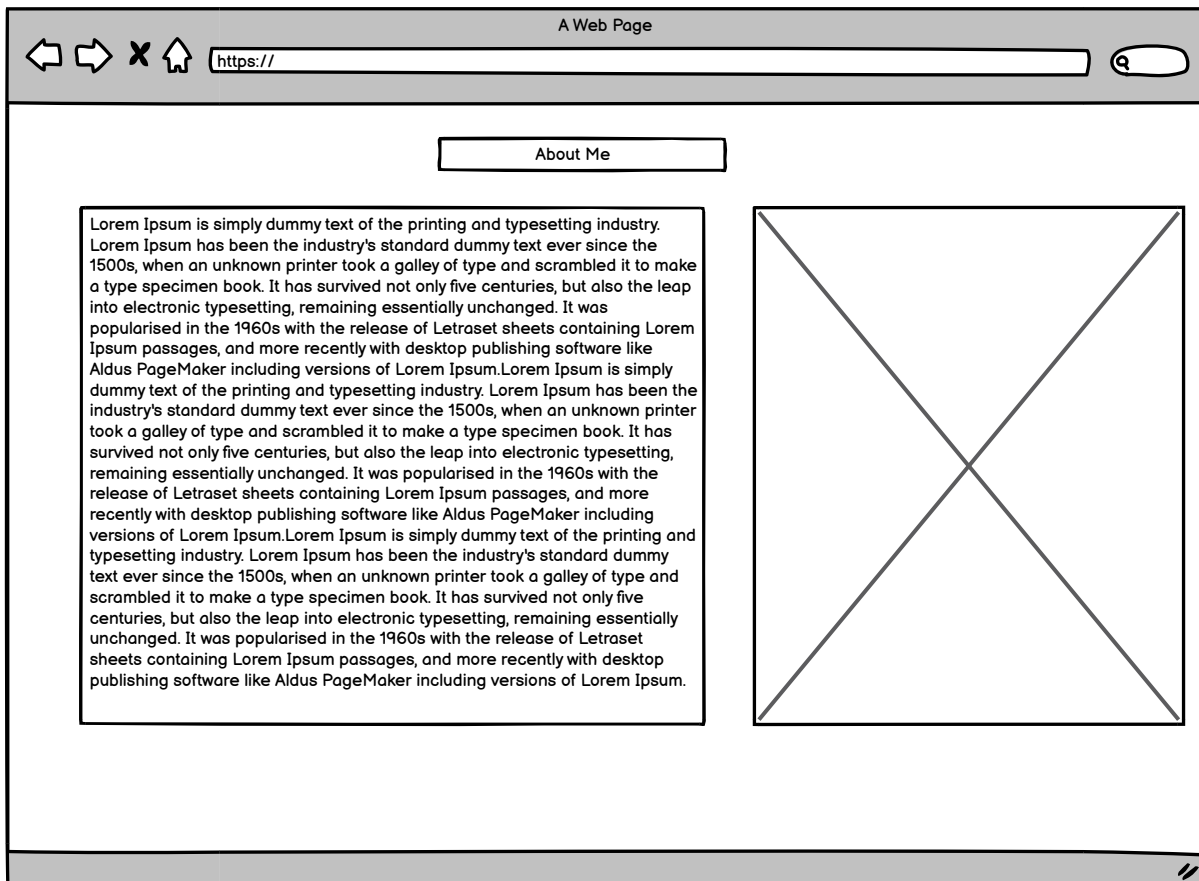 A Web Page
https://
About Me
Lorem Ipsum is simply dummy text of the printing and typesetting industry.
Lorem Ipsum has been the industry's standard dummy text ever since the
1500s, when an unknown printer took a galley of type and scrambled it to make
a type specimen book. It has survived not only five centuries, but also the leap
into electronic typesetting, remaining essentially unchanged. It was
popularised in the 1960s with the release of Letraset sheets containing Lorem
Ipsum passages, and more recently with desktop publishing software like
Aldus PageMaker including versions of Lorem Ipsum.Lorem Ipsum is simply
dummy text of the printing and typesetting industry. Lorem Ipsum has been the
industry's standard dummy text ever since the 1500s, when an unknown printer
took a galley of type and scrambled it to make a type specimen book. It has
survived not only five centuries, but also the leap into electronic typesetting,
remaining essentially unchanged. It was popularised in the 1960s with the
release of Letraset sheets containing Lorem Ipsum passages, and more
recently with desktop publishing software like Aldus PageMaker including
versions of Lorem Ipsum.Lorem Ipsum is simply dummy text of the printing and
typesetting industry. Lorem Ipsum has been the industry's standard dummy
text ever since the 1500s, when an unknown printer took a galley of type and
scrambled it to make a type specimen book. It has survived not only five
centuries, but also the leap into electronic typesetting, remaining essentially
unchanged. It was popularised in the 1960s with the release of Letraset
sheets containing Lorem Ipsum passages, and more recently with desktop
publishing software like Aldus PageMaker including versions of Lorem Ipsum.